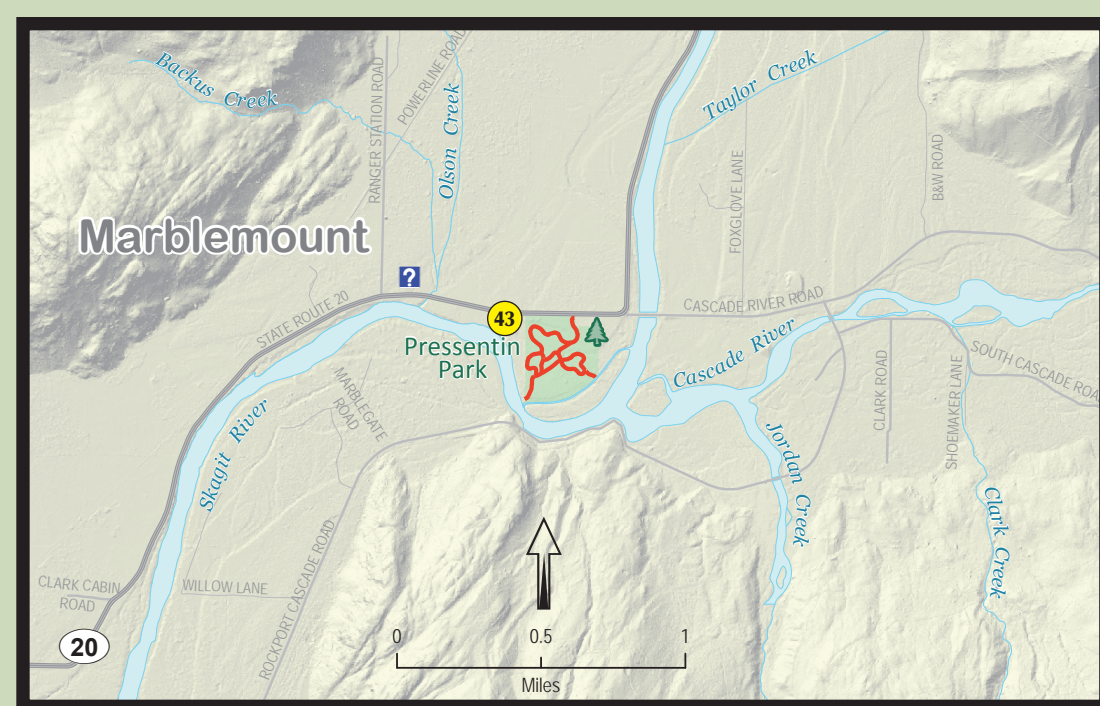 Backus Creek
RANGER STATION ROAD
POWERLINE ROAD
Olson Creek
Taylor Creek
FOXGLOVE LANE
B&W ROAD
Marblemount
?
STATE ROUTE 20
43
Pressentin
Park
CASCADE RIVER ROAD
Cascade River
MARBLEGATE
ROAD
Skagit River
CLARK ROAD
SHOEMAKER LANE
SOUTH CASCADE ROAD
Jordan Creek
Clark Creek
CLARK CABIN
ROAD
WILLOW LANE
ROCKPORT CASCADE ROAD
20
0 0.5 1
Miles